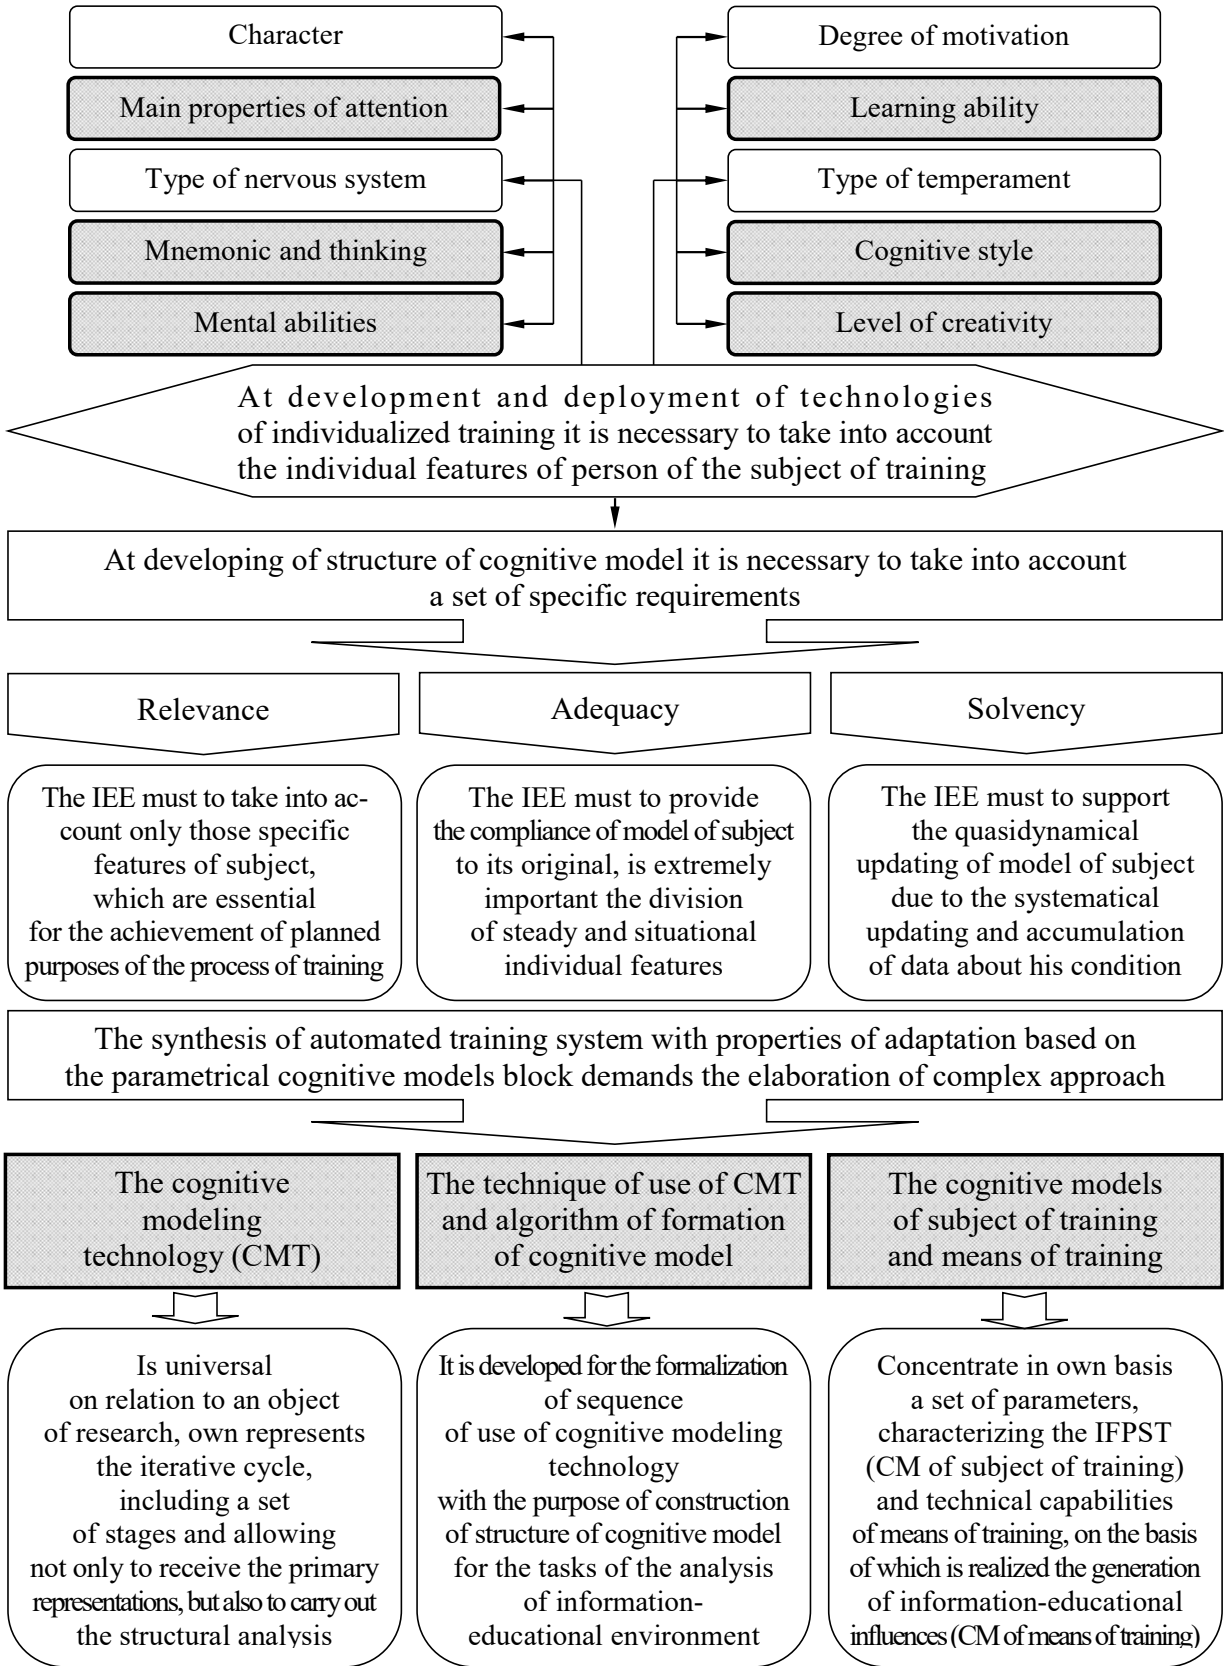 Character
Main properties of attention
Type of nervous system
Mnemonic and thinking
Mental abilities
Degree of motivation
Learning ability
Type of temperament
Cognitive style
Level of creativity
At development and deployment of technologies
of individualized training it is necessary to take into account
the individual features of person of the subject of training
At developing of structure of cognitive model it is necessary to take into account
a set of specific requirements
Relevance
Adequacy
Solvency
The IEE must to take into ac-
count only those specific
features of subject,
which are essential
for the achievement of planned
purposes of the process of training
The IEE must to provide
the compliance of model of subject
to its original, is extremely
important the division
of steady and situational
individual features
The IEE must to support
the quasidynamical
updating of model of subject
due to the systematical
updating and accumulation
of data about his condition
The synthesis of automated training system with properties of adaptation based on
the parametrical cognitive models block demands the elaboration of complex approach
The cognitive
modeling
technology (CMT)
The technique of use of CMT
and algorithm of formation
of cognitive model
The cognitive models
of subject of training
and means of training
Is universal
on relation to an object
of research, own represents
the iterative cycle,
including a set
of stages and allowing
not only to receive the primary
representations, but also to carry out
the structural analysis
It is developed for the formalization
of sequence
of use of cognitive modeling
technology
with the purpose of construction
of structure of cognitive model
for the tasks of the analysis
of information-
educational environment
Concentrate in own basis
a set of parameters,
characterizing the IFPST
(CM of subject of training)
and technical capabilities
of means of training, on the basis
of which is realized the generation
of information-educational
influences (CM of means of training)